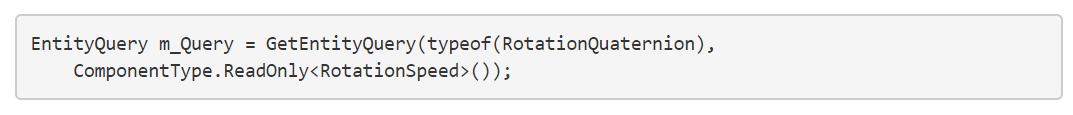 EntityQuery m_Query = GetEntityQuery(typeof(RotationQuaternion),
    ComponentType.ReadOnly<RotationSpeed>());